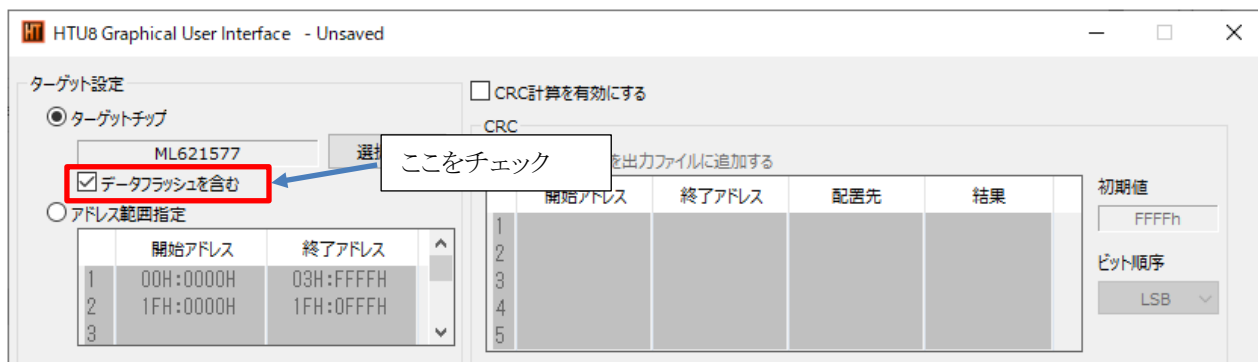 HTU8 Graphical User Interface - Unsaved
ターゲット設定
ターゲットチップ
ML621577
データフラッシュを含む
ここをチェック
アドレス範囲指定
開始アドレス 終了アドレス
1 00H:0000H 03H:FFFFH
2 1FH:0000H 1FH:0FFFH
3
CRC計算を有効にする
CRC
を出力ファイルに追加する
開始アドレス 終了アドレス 配置先 結果
1
2
3
4
5
初期値
FFFFh
ビット順序
LSB